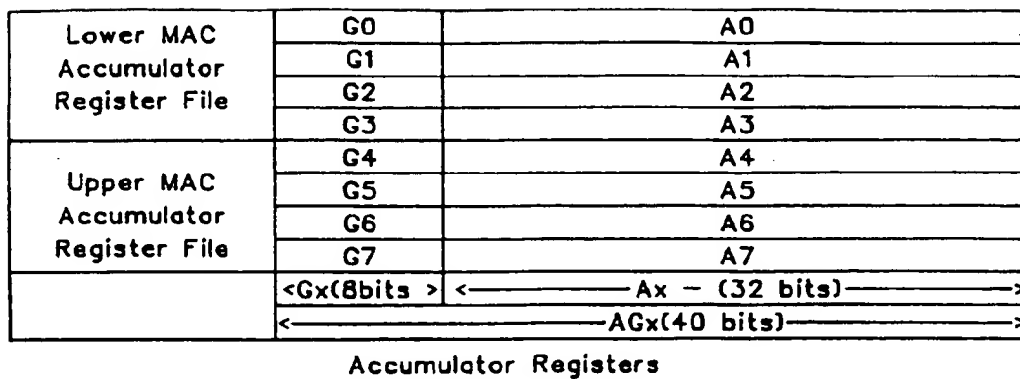 Lower MAC
Accumulator
Register File
G0 A0
G1 A1
G2 A2
G3 A3
Upper MAC
Accumulator
Register File
G4 A4
G5 A5
G6 A6
G7 A7
<Gx(8bits > <——— Ax – (32 bits)———>
<———AGx(40 bits)———>
Accumulator Registers